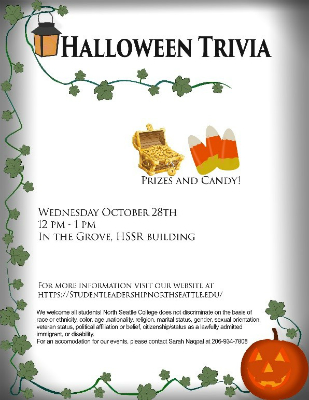 Halloween Trivia
Prizes and Candy!
Wednesday October 28th
12 pm - 1 pm
In the Grove, HSSR building
For more information visit our website at
https://studentleadershipnorthseattle.edu/
We welcome all students! North Seattle College does not discriminate on the basis of
race or ethnicity, color, age ,nationality, religion, marital status, gender, sexual orientation,
veteran status, political affiliation or belief, citizenship/status as a lawfully admitted
immigrant, or disability.
For an accomodation for our events, please contact Sarah Naqpal at 206-934-7808